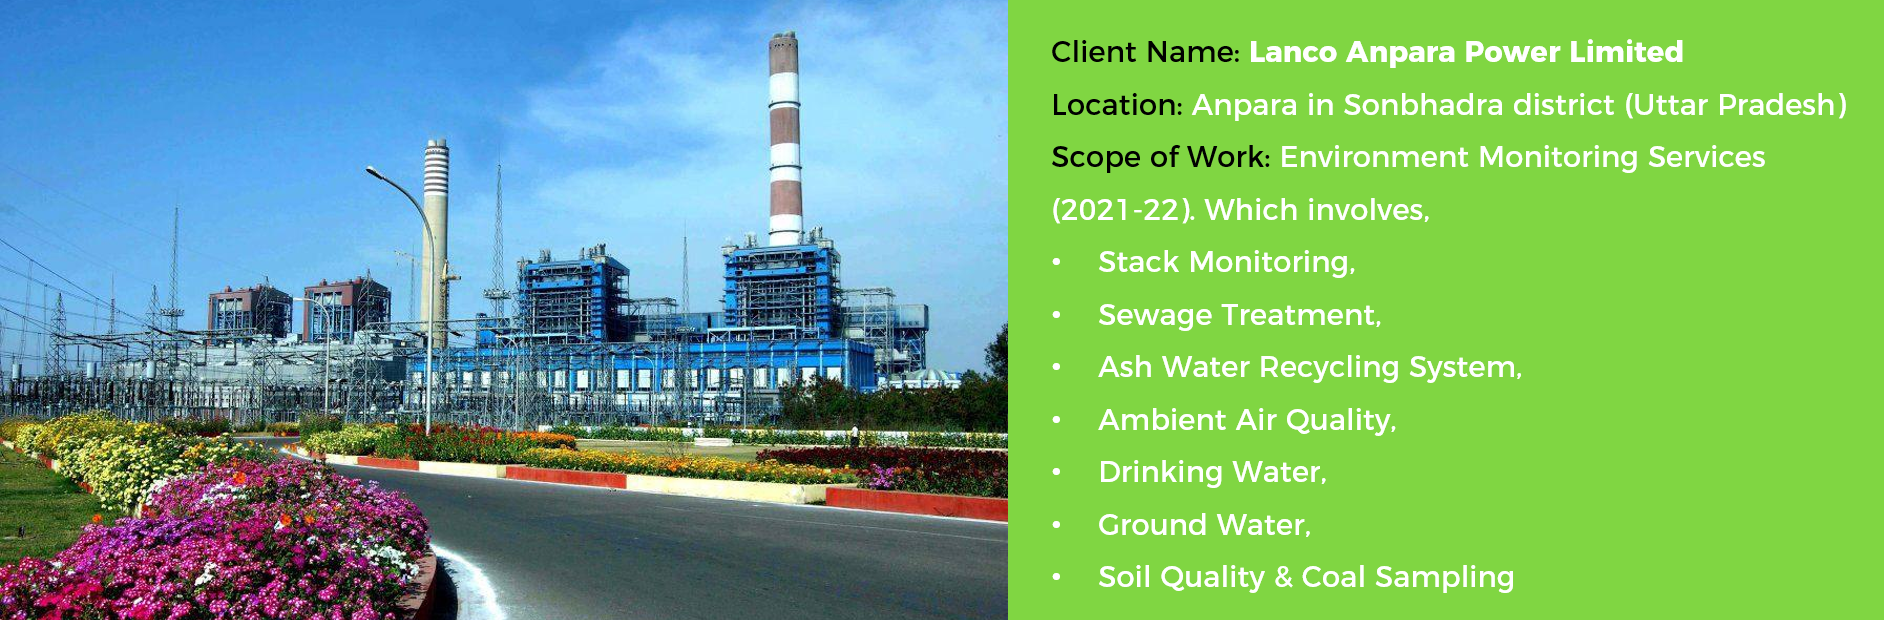 Client Name: Lanco Anpara Power Limited
Location: Anpara in Sonbhadra district (Uttar Pradesh)
Scope of Work: Environment Monitoring Services
(2021-22). Which involves,
• Stack Monitoring,
• Sewage Treatment,
• Ash Water Recycling System,
• Ambient Air Quality,
• Drinking Water,
• Ground Water,
• Soil Quality & Coal Sampling